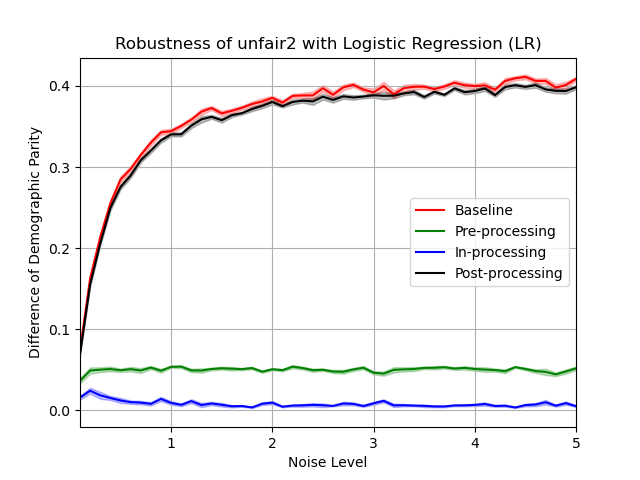 Robustness of unfair2 with Logistic Regression (LR)
Difference of Demographic Parity
0.4
0.3
0.2
0.1
0.0
Baseline
Pre-processing
In-processing
Post-processing
1 2 3 4 5
Noise Level